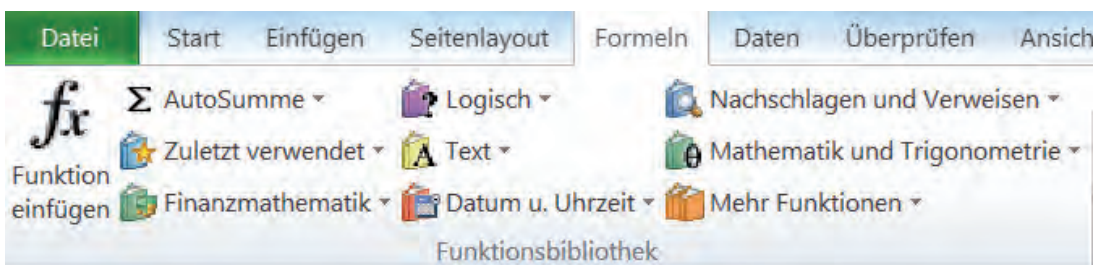 Datei Start Einfügen Seitenlayout Formeln Daten Überprüfen Ansich
fx Σ AutoSumme Logisch Nachschlagen und Verweisen
Zuletzt verwendet A Text θ Mathematik und Trigonometrie
Funktion
einfügen Finanzmathematik Datum u. Uhrzeit Mehr Funktionen
Funktionsbibliothek